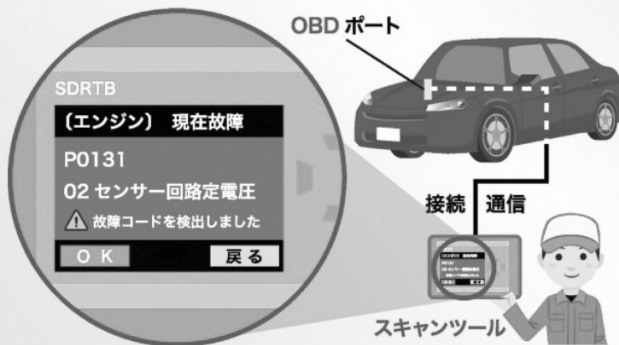 OBD ポート
SDRTB
〔エンジン〕 現在故障
P0131
O2 センサー回路定電圧
故障コードを検出しました
O K
戻る
接続 通信
スキャンツール